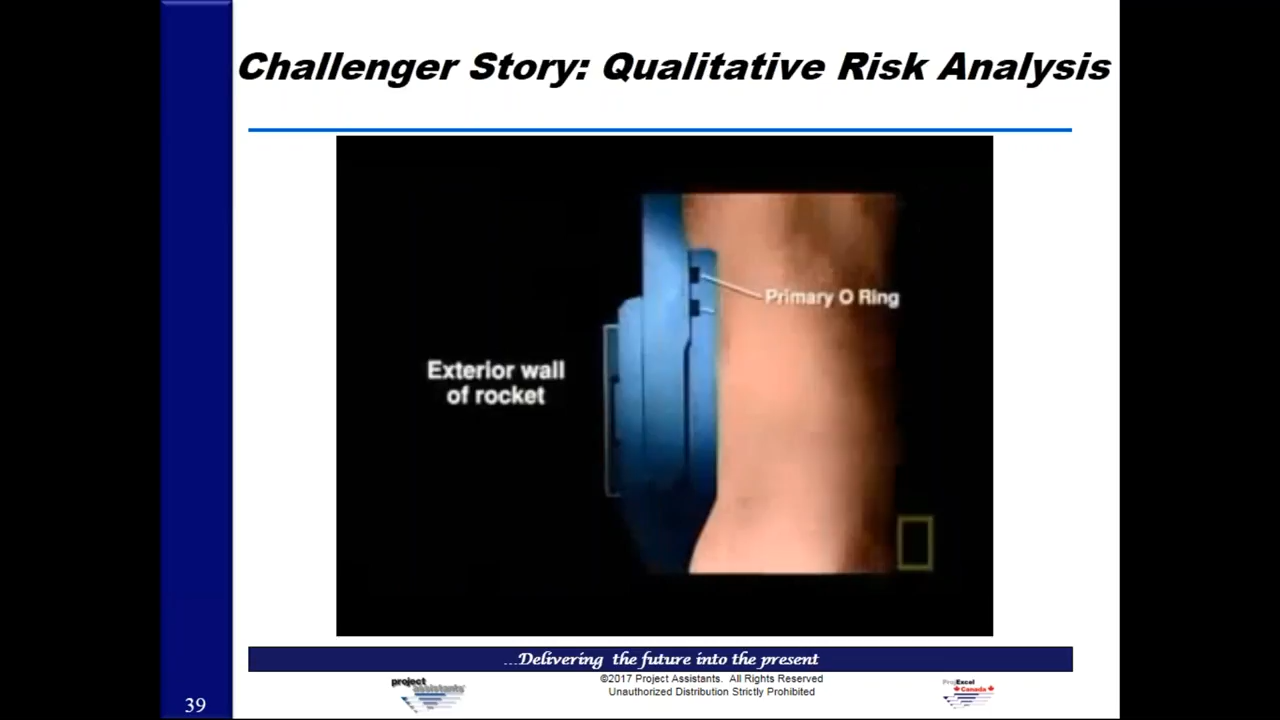 Challenger Story: Qualitative Risk Analysis
Primary O Ring
Exterior wall
of rocket
...Delivering the future into the present
project
assistants
©2017 Project Assistants. All Rights Reserved
Unauthorized Distribution Strictly Prohibited
ProjExcel
Canada
39